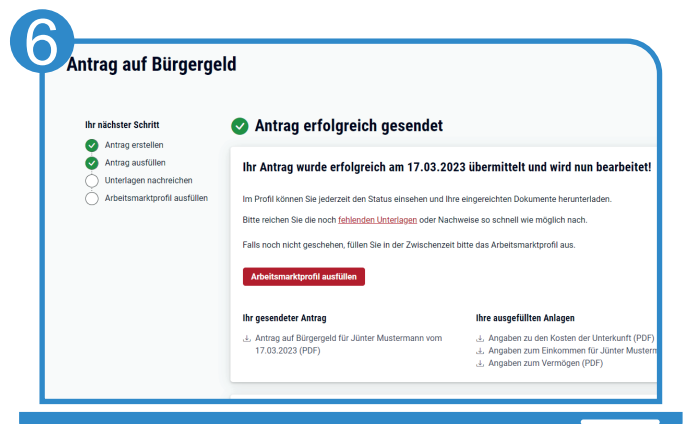 6
Antrag auf Bürgergeld
Ihr nächster Schritt
Antrag erstellen
Antrag ausfüllen
Unterlagen nachreichen
Arbeitsmarktprofil ausfüllen
Antrag erfolgreich gesendet
Ihr Antrag wurde erfolgreich am 17.03.2023 übermittelt und wird nun bearbeitet!
Im Profil können Sie jederzeit den Status einsehen und Ihre eingereichten Dokumente herunterladen.
Bitte reichen Sie die noch fehlenden Unterlagen oder Nachweise so schnell wie möglich nach.
Falls noch nicht geschehen, füllen Sie in der Zwischenzeit bitte das Arbeitsmarktprofil aus.
Arbeitsmarktprofil ausfüllen
Ihr gesendeter Antrag
Antrag auf Bürgergeld für Jünter Mustermann vom
17.03.2023 (PDF)
Ihre ausgefüllten Anlagen
Angaben zu den Kosten der Unterkunft (PDF)
Angaben zum Einkommen für Jünter Musterm
Angaben zum Vermögen (PDF)